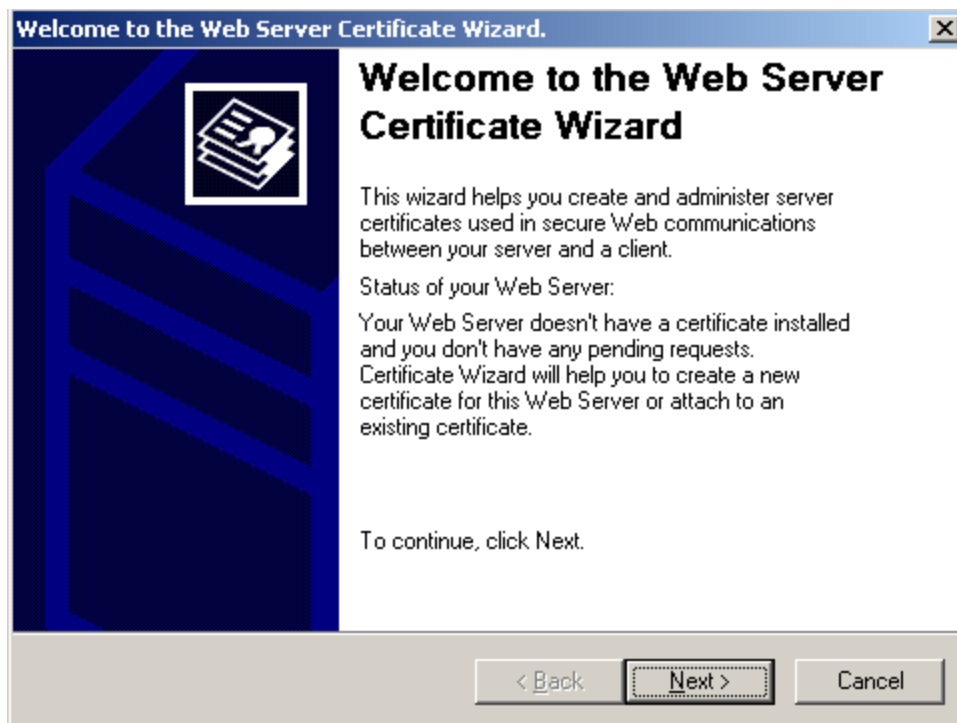 Welcome to the Web Server Certificate Wizard.
Welcome to the Web Server
Certificate Wizard
This wizard helps you create and administer server
certificates used in secure Web communications
between your server and a client.
Status of your Web Server:
Your Web Server doesn't have a certificate installed
and you don't have any pending requests.
Certificate Wizard will help you to create a new
certificate for this Web Server or attach to an
existing certificate.
To continue, click Next.
< Back Next > Cancel